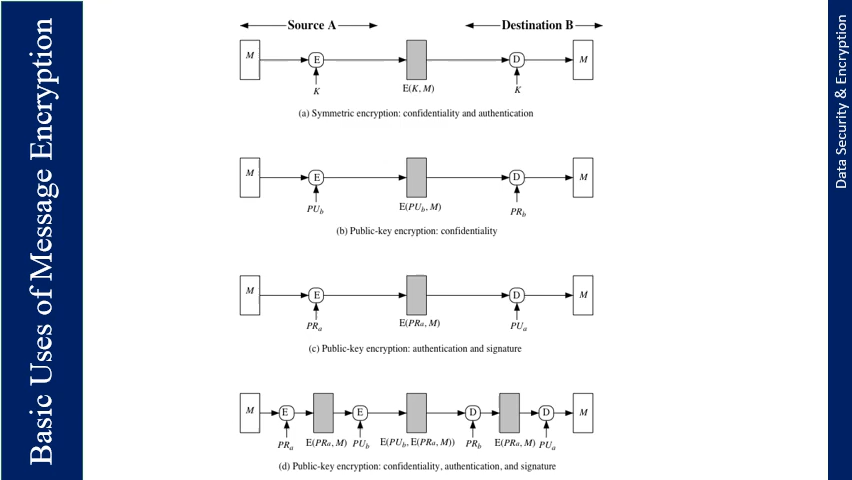 Basic Uses of Message Encryption
Source A
Destination B
M
E
D
M
K
E(K, M)
K
(a) Symmetric encryption: confidentiality and authentication
M
E
D
M
PUb
E(PUb, M)
PRb
(b) Public-key encryption: confidentiality
M
E
D
M
PRa
E(PRa, M)
PUa
(c) Public-key encryption: authentication and signature
M
E
E
D
D
M
PRa
E(PRa, M)
PUb
E(PUb, E(PRa, M))
PRb
E(PRa, M)
PUa
(d) Public-key encryption: confidentiality, authentication, and signature
Data Security & Encryption